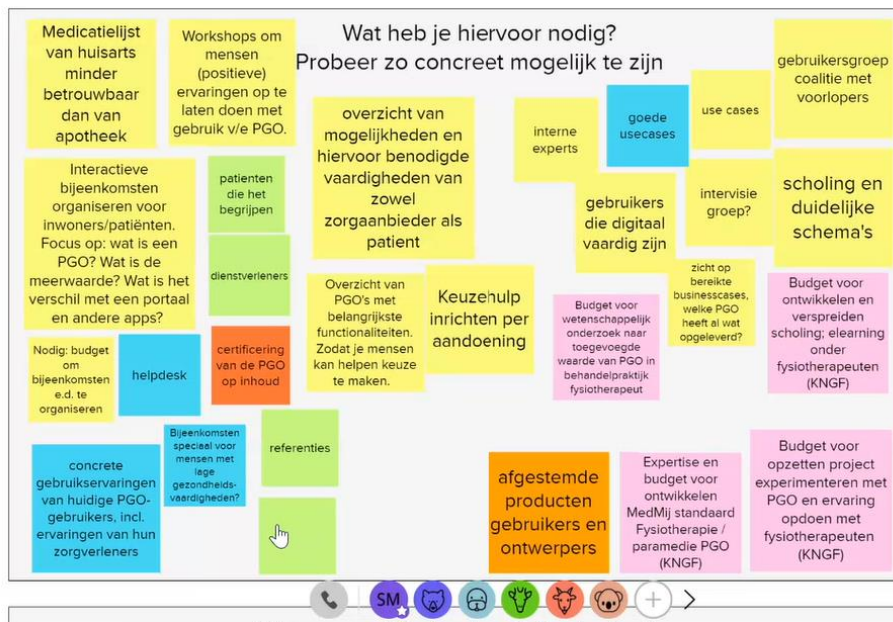 Wat heb je hiervoor nodig?
Probeer zo concreet mogelijk te zijn
Medicatielijst
van huisarts
minder
betrouwbaar
dan van
apotheek
Workshops om
mensen
(positieve)
ervaringen op te
laten doen met
gebruik v/e PGO.
overzicht van
mogelijkheden en
hiervoor benodigde
vaardigheden van
zowel
zorgaanbieder als
patient
interne
experts
goede
usecases
use cases
gebruikersgroep
coalitie met
voorlopers
Interactieve
bijeenkomsten
organiseren voor
inwoners/patiënten.
Focus op: wat is een
PGO? Wat is de
meerwaarde? Wat is het
verschil met een portaal
en andere apps?
patienten
die het
begrijpen
dienstverleners
gebruikers
die digitaal
vaardig zijn
intervisie
groep?
scholing en
duidelijke
schema's
Overzicht van
PGO's met
belangrijkste
functionaliteiten.
Zodat je mensen
kan helpen keuze
te maken.
Keuzehulp
inrichten per
aandoening
Budget voor
wetenschappelijk
onderzoek naar
toegevoegde
waarde van PGO in
behandelpraktijk
fysiotherapeut
zicht op
bereikte
businesscases,
welke PGO
heeft al wat
opgeleverd?
Budget voor
ontwikkelen en
verspreiden
scholing; elearning
onder
fysiotherapeuten
(KNGF)
Nodig: budget
om
bijeenkomsten
e.d. te
organiseren
helpdesk
certificering
van de PGO
op inhoud
concrete
gebruikservaringen
van huidige PGO-
gebruikers, incl.
ervaringen van hun
zorgverleners
Bijeenkomsten
speciaal voor
mensen met
lage
gezondheids-
vaardigheden?
referenties
afgestemde
producten
gebruikers en
ontwerpers
Expertise en
budget voor
ontwikkelen
MedMij standaard
Fysiotherapie /
paramedie PGO
(KNGF)
Budget voor
opzetten project
experimenteren met
PGO en ervaring
opdoen met
fysiotherapeuten
(KNGF)
SM